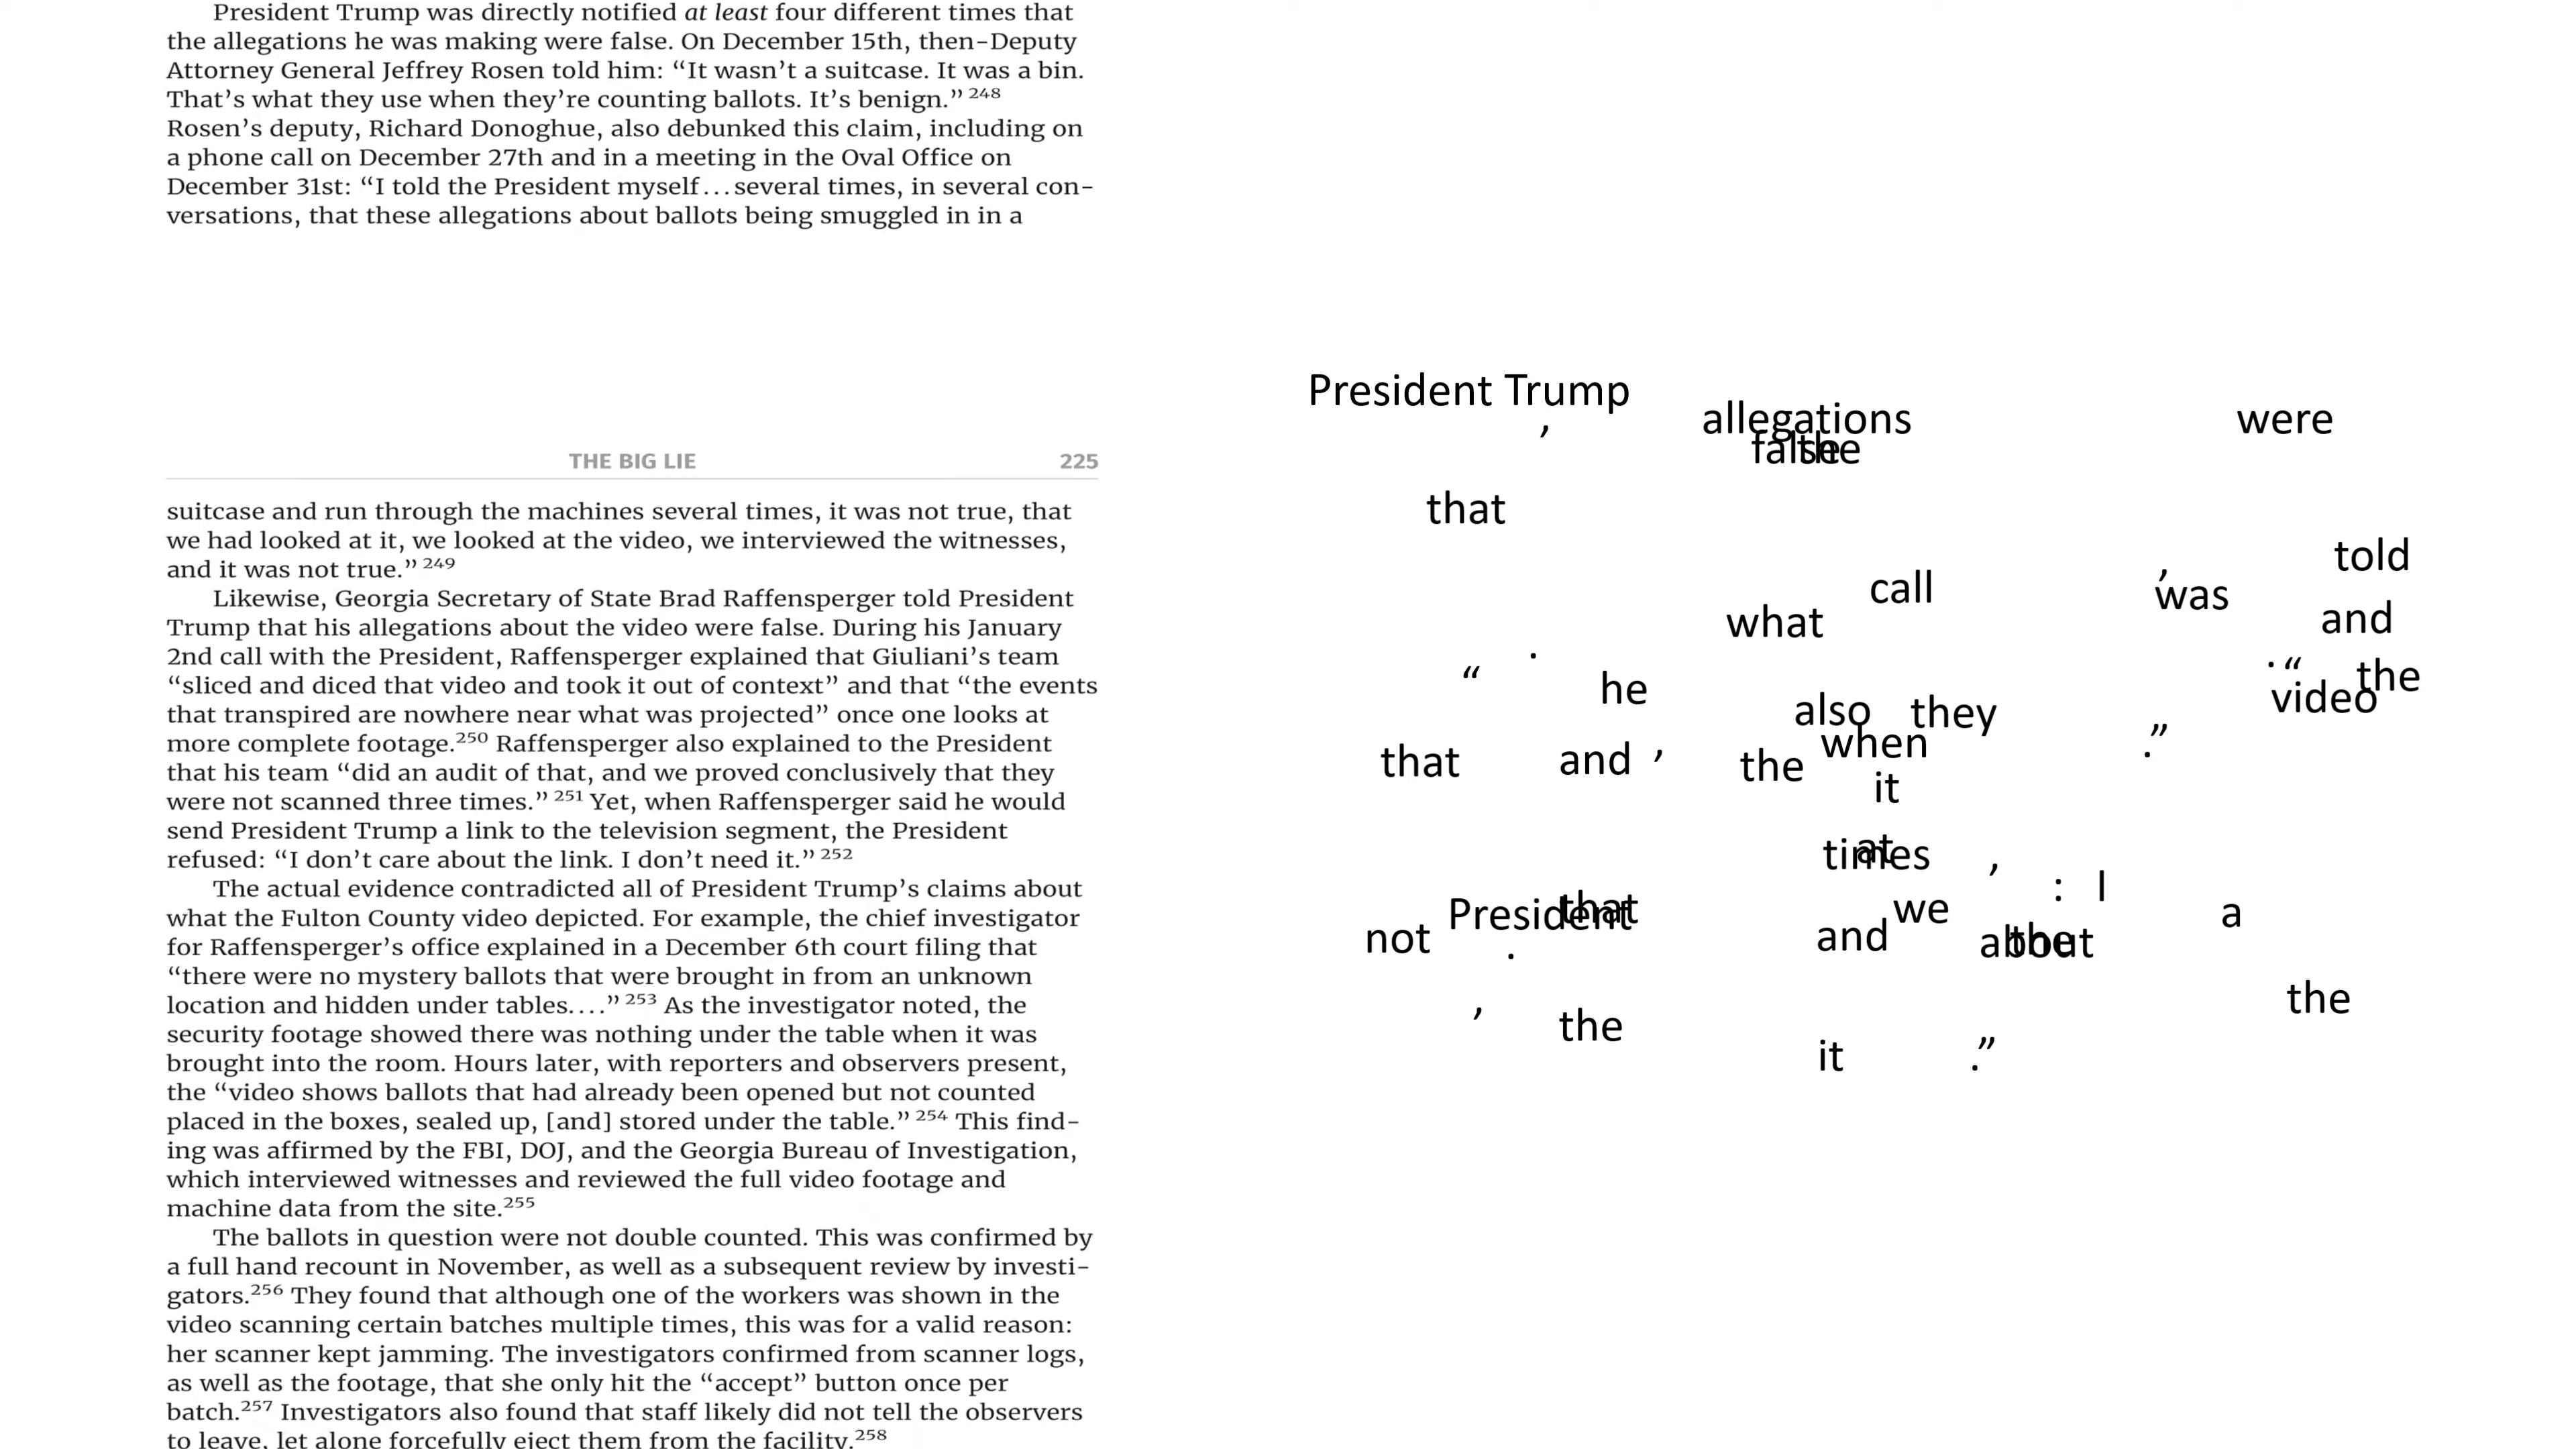 President Trump was directly notified at least four different times that
the allegations he was making were false. On December 15th, then-Deputy
Attorney General Jeffrey Rosen told him: “It wasn’t a suitcase. It was a bin.
That’s what they use when they’re counting ballots. It’s benign.” 248
Rosen’s deputy, Richard Donoghue, also debunked this claim, including on
a phone call on December 27th and in a meeting in the Oval Office on
December 31st: “I told the President myself...several times, in several con-
versations, that these allegations about ballots being smuggled in in a
THE BIG LIE 225
suitcase and run through the machines several times, it was not true, that
we had looked at it, we looked at the video, we interviewed the witnesses,
and it was not true.” 249
Likewise, Georgia Secretary of State Brad Raffensperger told President
Trump that his allegations about the video were false. During his January
2nd call with the President, Raffensperger explained that Giuliani’s team
“sliced and diced that video and took it out of context” and that “the events
that transpired are nowhere near what was projected” once one looks at
more complete footage.250 Raffensperger also explained to the President
that his team “did an audit of that, and we proved conclusively that they
were not scanned three times.” 251 Yet, when Raffensperger said he would
send President Trump a link to the television segment, the President
refused: “I don’t care about the link. I don’t need it.” 252
The actual evidence contradicted all of President Trump’s claims about
what the Fulton County video depicted. For example, the chief investigator
for Raffensperger’s office explained in a December 6th court filing that
“there were no mystery ballots that were brought in from an unknown
location and hidden under tables....” 253 As the investigator noted, the
security footage showed there was nothing under the table when it was
brought into the room. Hours later, with reporters and observers present,
the “video shows ballots that had already been opened but not counted
placed in the boxes, sealed up, [and] stored under the table.” 254 This find-
ing was affirmed by the FBI, DOJ, and the Georgia Bureau of Investigation,
which interviewed witnesses and reviewed the full video footage and
machine data from the site.255
The ballots in question were not double counted. This was confirmed by
a full hand recount in November, as well as a subsequent review by investi-
gators.256 They found that although one of the workers was shown in the
video scanning certain batches multiple times, this was for a valid reason:
her scanner kept jamming. The investigators confirmed from scanner logs,
as well as the footage, that she only hit the “accept” button once per
batch.257 Investigators also found that staff likely did not tell the observers
to leave, let alone forcefully eject them from the facility.258
President Trump
, allegations were
false the
that
told
call , was
what and
. “ he . “ the
video
also they
when .”
that and , the
it
times at
, : I
President that we a
not . and about the
the
, the
it .”